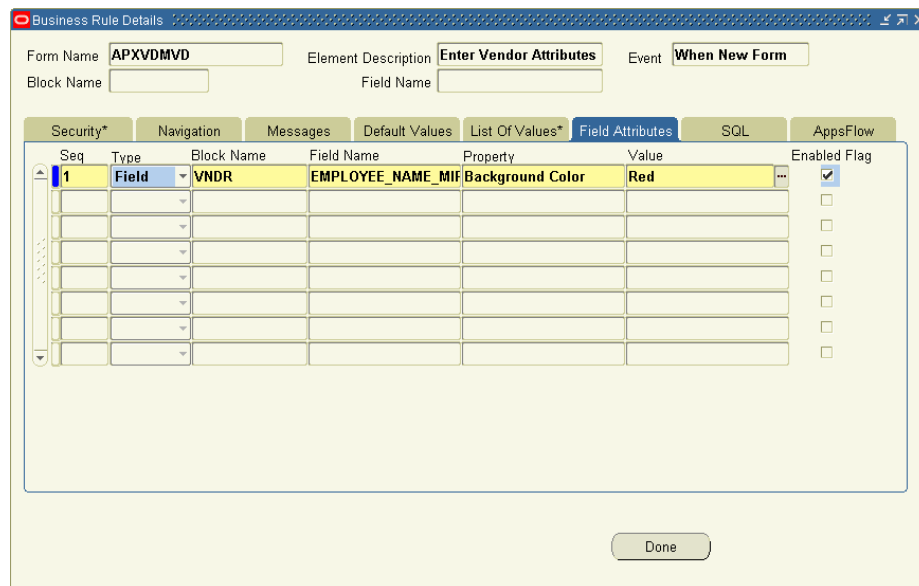 Business Rule Details
Form Name APXVDMVD Element Description Enter Vendor Attributes Event When New Form
Block Name Field Name
Security* Navigation Messages Default Values List Of Values* Field Attributes SQL AppsFlow
Seq Type Block Name Field Name Property Value Enabled Flag
1 Field VNDR EMPLOYEE_NAME_MIR Background Color Red ...
Done